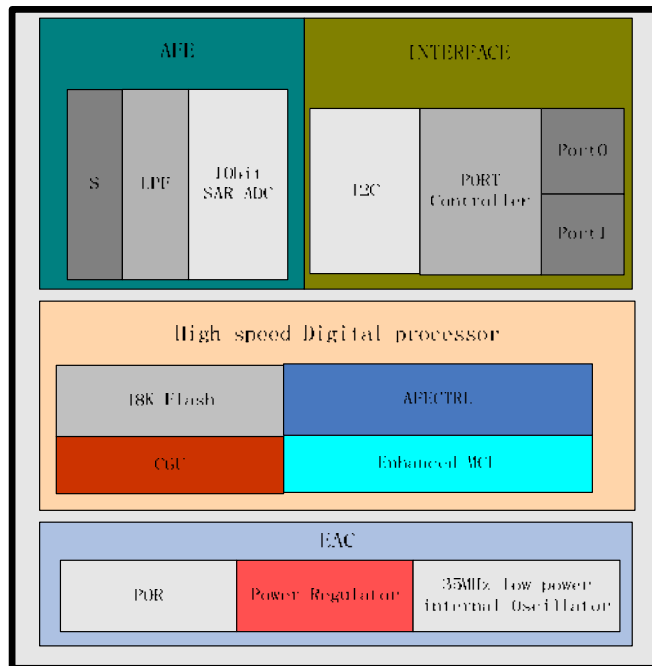 AFE
INTERFACE
S
LPF
10bit
SAR ADC
I2C
PORT
Controller
Port0
Port1
High speed Digital processor
48K Flash
AFECTRL
CGU
Enhanced MCU
EAC
POR
Power Regulator
35MHz low power
internal Oscillator